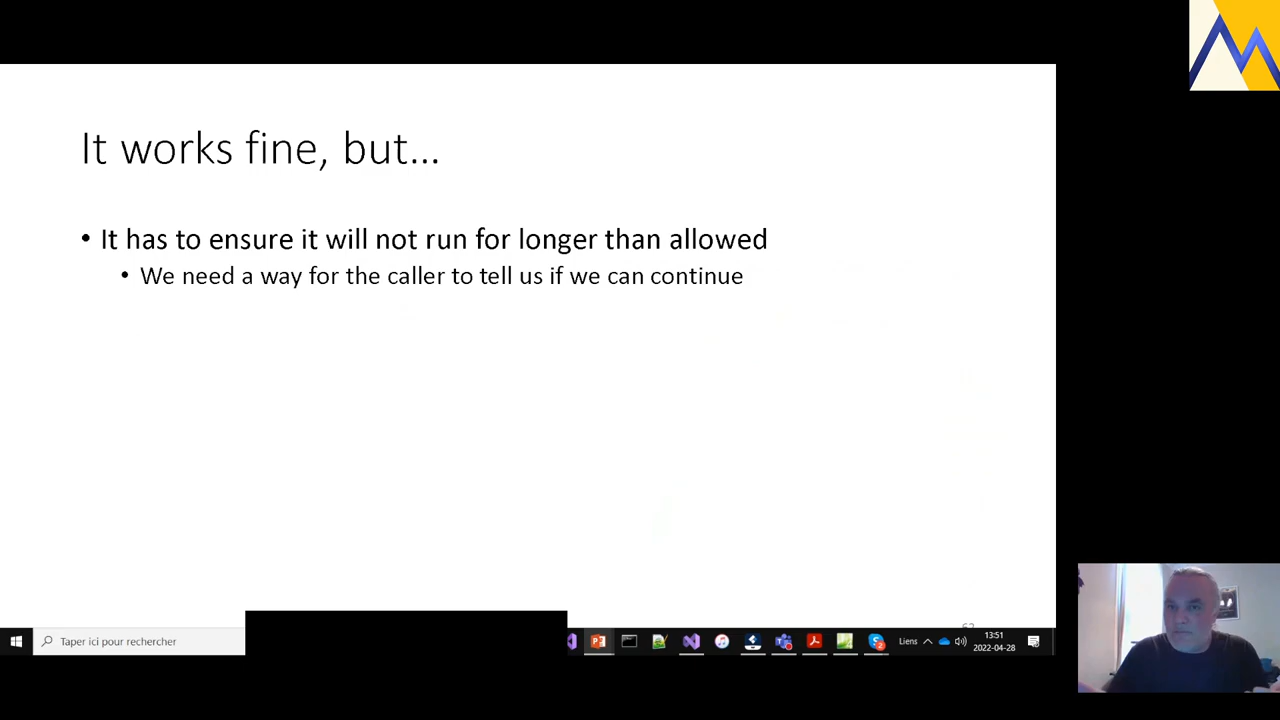 It works fine, but…
• It has to ensure it will not run for longer than allowed
• We need a way for the caller to tell us if we can continue
Taper ici pour rechercher
Liens
13:51
2022-04-28